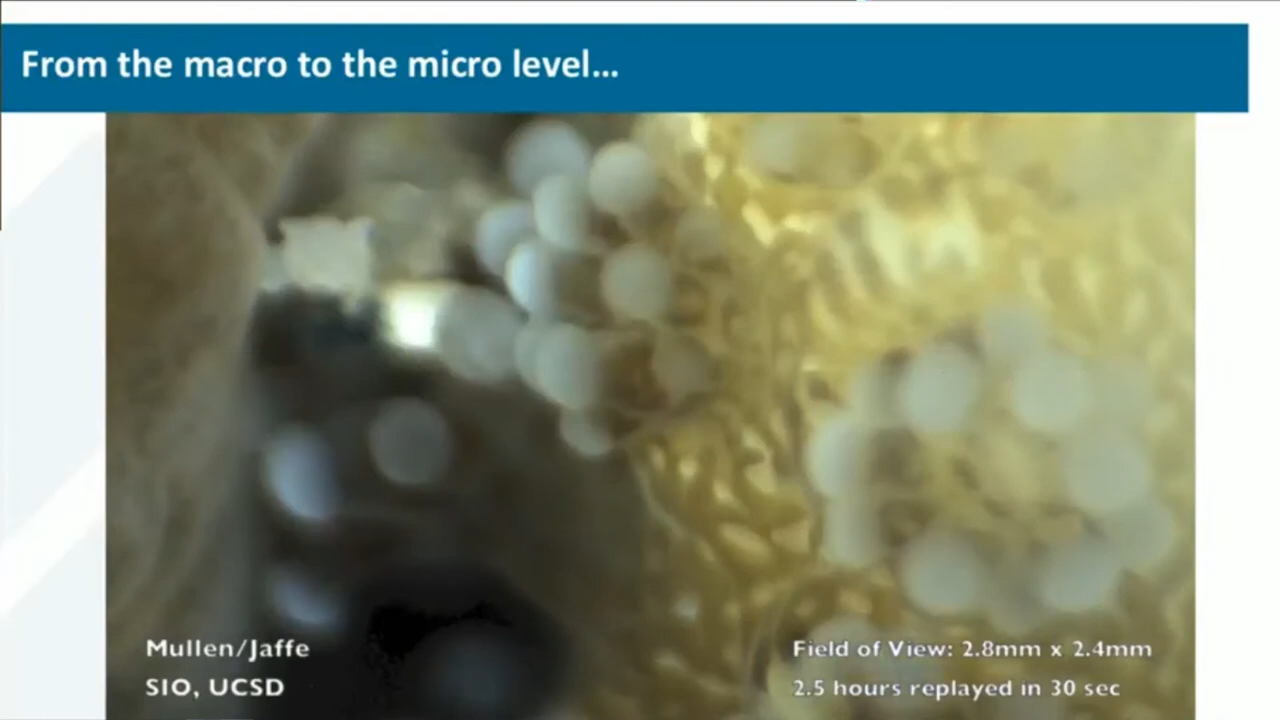 From the macro to the micro level...
Mullen/Jaffe
SIO, UCSD
Field of View: 2.8mm x 2.4mm
2.5 hours replayed in 30 sec